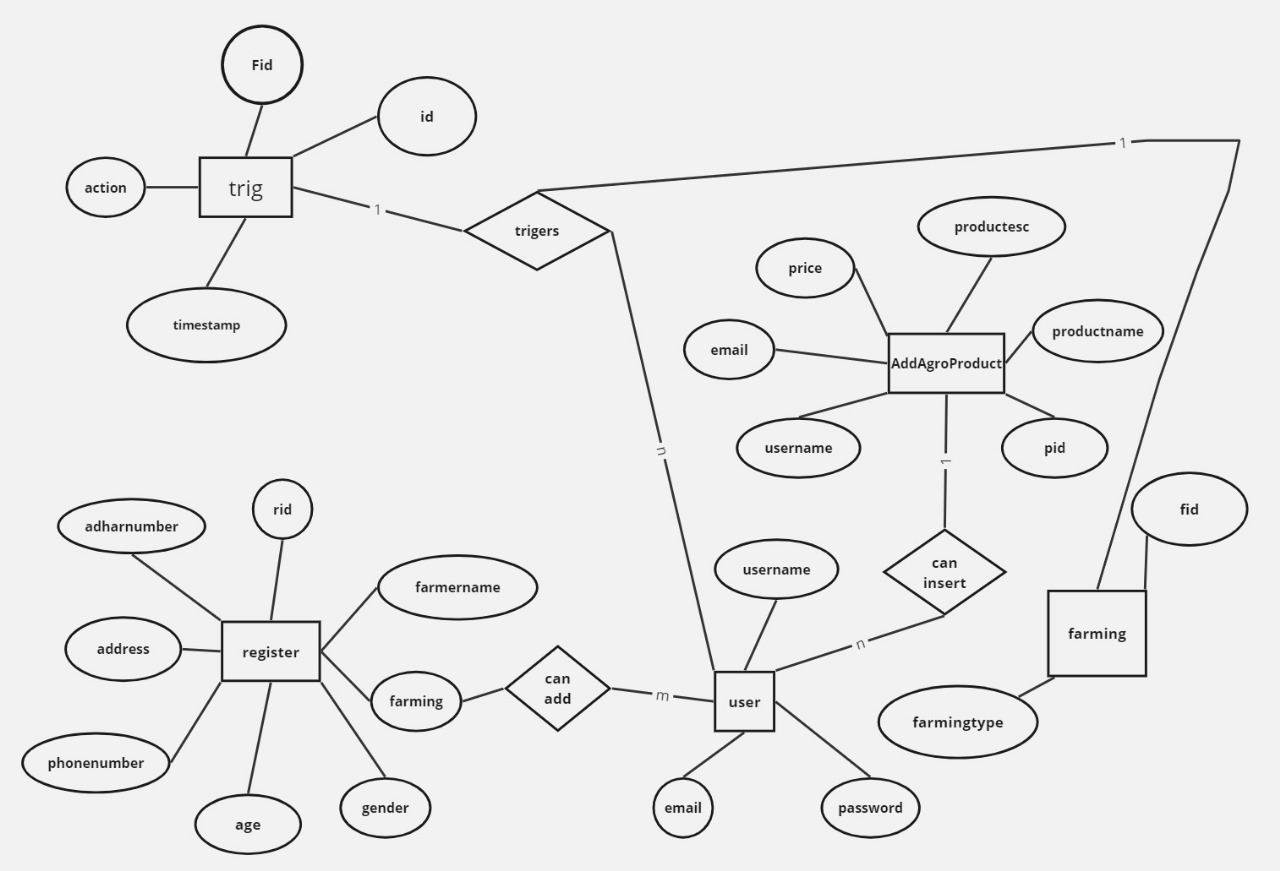 Fid
id
action
trig
timestamp
1
trigers
1
n
productesc
price
productname
email
AddAgroProduct
username
pid
1
fid
can
insert
farming
farmingtype
n
username
user
email
password
m
can
add
rid
adharnumber
farmername
address
register
farming
phonenumber
age
gender